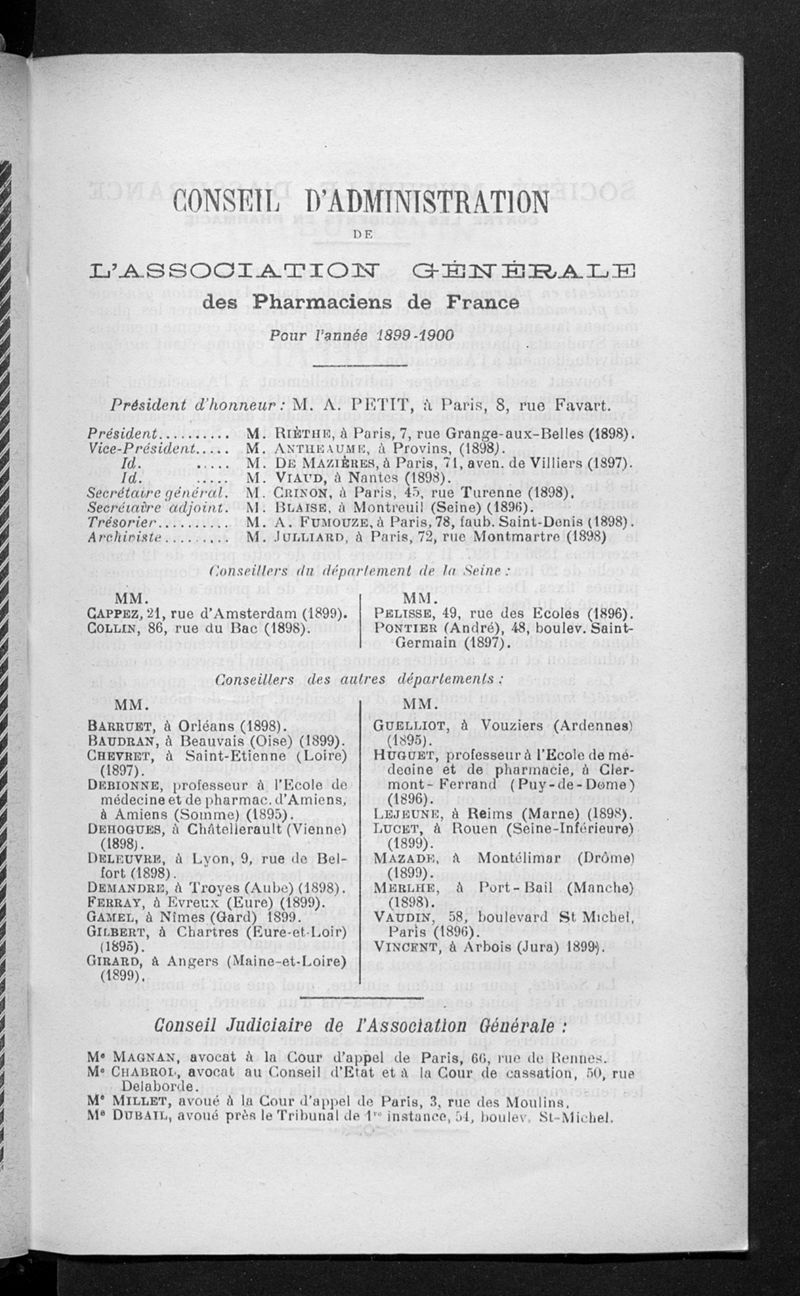 CONSEIL D'ADMINISTRATION
DE
L'ASSOCIATION GÉNÉRALE
des Pharmaciens de France
Pour l'année 1899-1900
Président d'honneur : M. A. PETIT, à Paris, 8, rue Favart.
Président.......... M. RIÈTHE, à Paris, 7, rue Grange-aux-Belles (1898).
Vice-Président..... M. ANTHEAUME, à Provins, (1898).
Id. ..... M. DE MAZIÈRES, à Paris, 71, aven. de Villiers (1897).
Id. ..... M. VIAUD, à Nantes (1898).
Secrétaire général. M. CRINON, à Paris, 45, rue Turenne (1898).
Secrétaire adjoint. M. BLAISE, à Montreuil (Seine) (1896).
Trésorier.......... M. A. FUMOUZE, à Paris, 78, faub. Saint-Denis (1898).
Archiviste......... M. JULLIARD, à Paris, 72, rue Montmartre (1898)
Conseillers du département de la Seine :
MM.
CAPPEZ, 21, rue d'Amsterdam (1899).
COLLIN, 86, rue du Bac (1898).
MM.
PELISSE, 49, rue des Ecoles (1896).
PONTIER (André), 48, boulev. Saint-
Germain (1897).
Conseillers des autres départements :
MM.
BARRUET, à Orléans (1898).
BAUDRAN, à Beauvais (Oise) (1899).
CHEVRET, à Saint-Etienne (Loire)
(1897).
DEBIONNE, professeur à l'Ecole de
médecine et de pharmac. d'Amiens,
à Amiens (Somme) (1895).
DEHOGUES, à Châtellerault (Vienne)
(1898).
DELEUVRE, à Lyon, 9, rue de Bel-
fort (1898).
DEMANDRE, à Troyes (Aube) (1898).
FERRAY, à Evreux (Eure) (1899).
GAMEL, à Nîmes (Gard) 1899.
GILBERT, à Chartres (Eure-et-Loir)
(1895).
GIRARD, à Angers (Maine-et-Loire)
(1899).
MM.
GUELLIOT, à Vouziers (Ardennes)
(1895).
HUGUET, professeur à l'Ecole de mé-
decine et de pharmacie, à Cler-
mont-Ferrand (Puy-de-Dome)
(1896).
LEJEUNE, à Reims (Marne) (1898).
LUCET, à Rouen (Seine-Inférieure)
(1899).
MAZADE, à Montélimar (Drôme)
(1899).
MERLHE, à Port-Bail (Manche)
(1898).
VAUDIN, 58, boulevard St Michel,
Paris (1896).
VINCENT, à Arbois (Jura) 1899).
Conseil Judiciaire de l'Association Générale :
Me MAGNAN, avocat à la Cour d'appel de Paris, 66, rue de Rennes.
Me CHABROL, avocat au Conseil d'Etat et à la Cour de cassation, 50, rue
Delaborde.
Me MILLET, avoué à la Cour d'appel de Paris, 3, rue des Moulins.
Me DUBAIL, avoué près le Tribunal de 1re instance, 51, boulev. St-Michel.